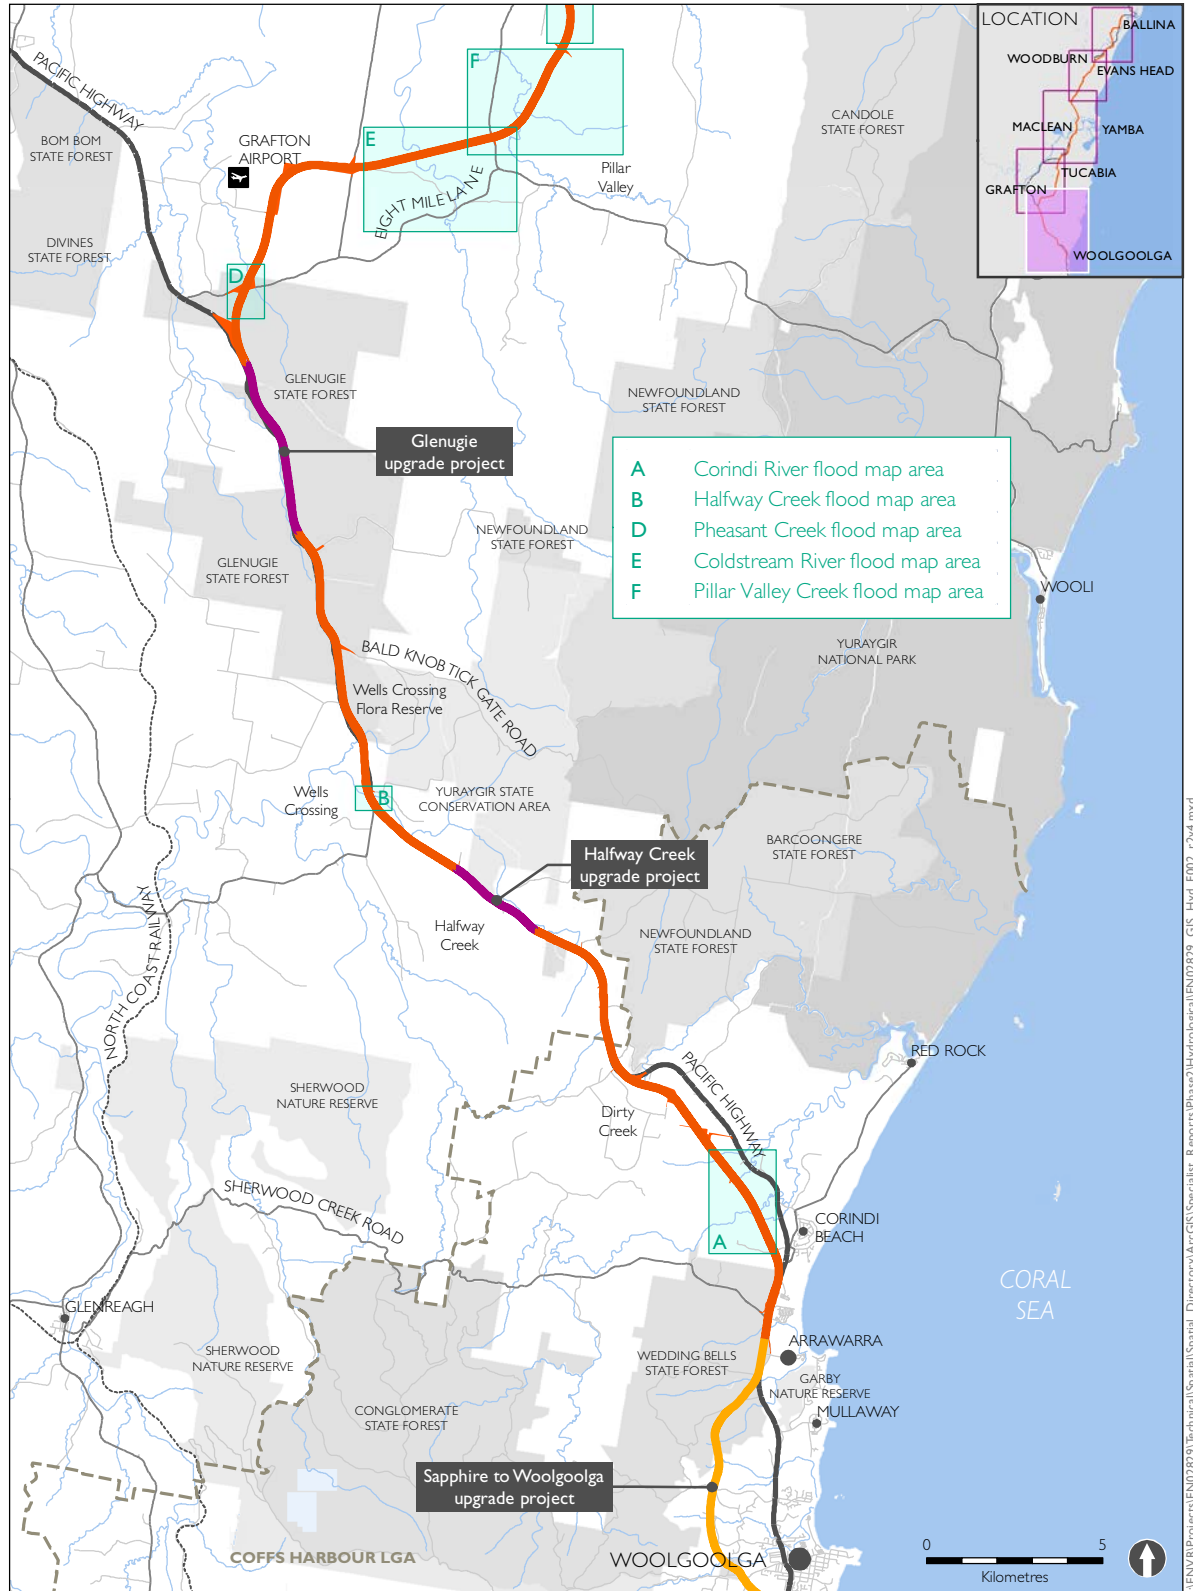 LOCATION
BALLINA
WOODBURN
EVANS HEAD
MACLEAN
YAMBA
TUCABIA
GRAFTON
WOOLGOOLGA
PACIFIC HIGHWAY
BOM BOM
STATE FOREST
GRAFTON
AIRPORT
F
E
CANDOLE
STATE FOREST
Pillar
Valley
EIGHT MILE LANE
DIVINES
STATE FOREST
D
GLENUGIE
STATE FOREST
NEWFOUNDLAND
STATE FOREST
Glenugie
upgrade project
A Corindi River flood map area
B Halfway Creek flood map area
D Pheasant Creek flood map area
E Coldstream River flood map area
F Pillar Valley Creek flood map area
NEWFOUNDLAND
STATE FOREST
GLENUGIE
STATE FOREST
WOOLI
BALD KNOB TICK GATE ROAD
YURAYGIR
NATIONAL PARK
Wells Crossing
Flora Reserve
Wells
Crossing
B
YURAYGIR STATE
CONSERVATION AREA
Halfway Creek
upgrade project
BARCOONGERE
STATE FOREST
NORTH COAST RAILWAY
Halfway
Creek
NEWFOUNDLAND
STATE FOREST
RED ROCK
PACIFIC HIGHWAY
SHERWOOD
NATURE RESERVE
Dirty
Creek
SHERWOOD CREEK ROAD
A
CORINDI
BEACH
CORAL
SEA
GLENREAGH
SHERWOOD
NATURE RESERVE
ARRAWARRA
WEDDING BELLS
STATE FOREST
GARBY
NATURE RESERVE
MULLAWAY
CONGLOMERATE
STATE FOREST
Sapphire to Woolgoolga
upgrade project
COFFS HARBOUR LGA
WOOLGOOLGA
0 5
Kilometres